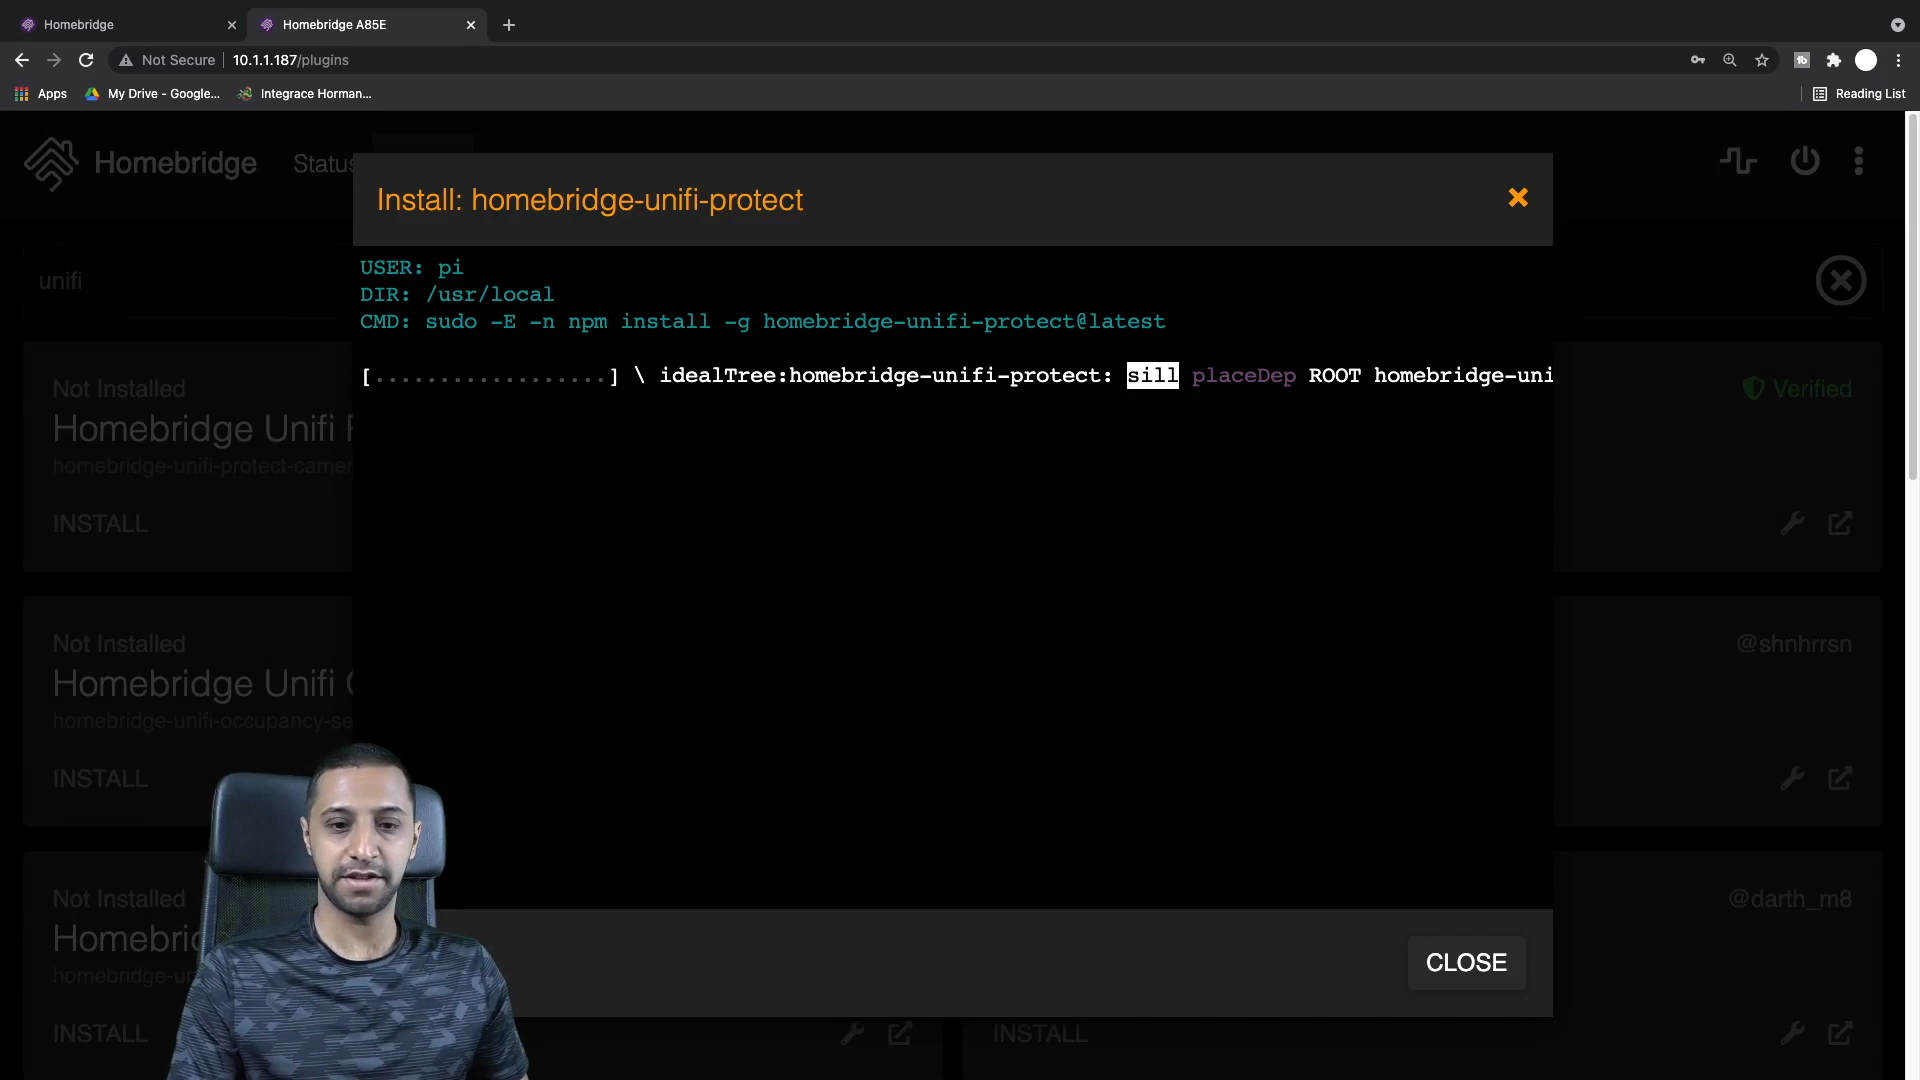 Homebridge
Homebridge A85E
Not Secure
10.1.1.187/plugins
Apps
My Drive - Google...
Integrace Horman...
Reading List
Homebridge
Status
Install: homebridge-unifi-protect
unifi
USER: pi
DIR: /usr/local
CMD: sudo -E -n npm install -g homebridge-unifi-protect@latest
[..................] \ idealTree:homebridge-unifi-protect: sill placeDep ROOT homebridge-uni
Not Installed
Verified
Homebridge Unifi
homebridge-unifi-protect-camer
INSTALL
Not Installed
@shnhrrsn
Homebridge Unifi
homebridge-unifi-occupancy-se
INSTALL
Not Installed
@darth_m8
Homebri
homebridge-un
CLOSE
INSTALL
INSTALL